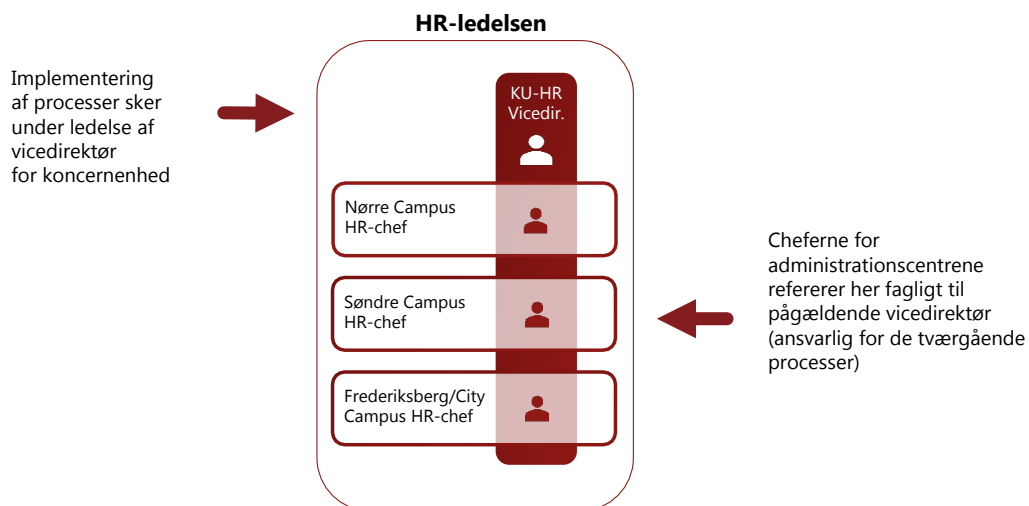 HR-ledelsen
Implementering
af processer sker
under ledelse af
vicedirektør
for koncernenhed
KU-HR
Vicedir.
Nørre Campus
HR-chef
Søndre Campus
HR-chef
Frederiksberg/City
Campus HR-chef
Cheferne for
administrationscentrene
refererer her fagligt til
pågældende vicedirektør
(ansvarlig for de tværgående
processer)